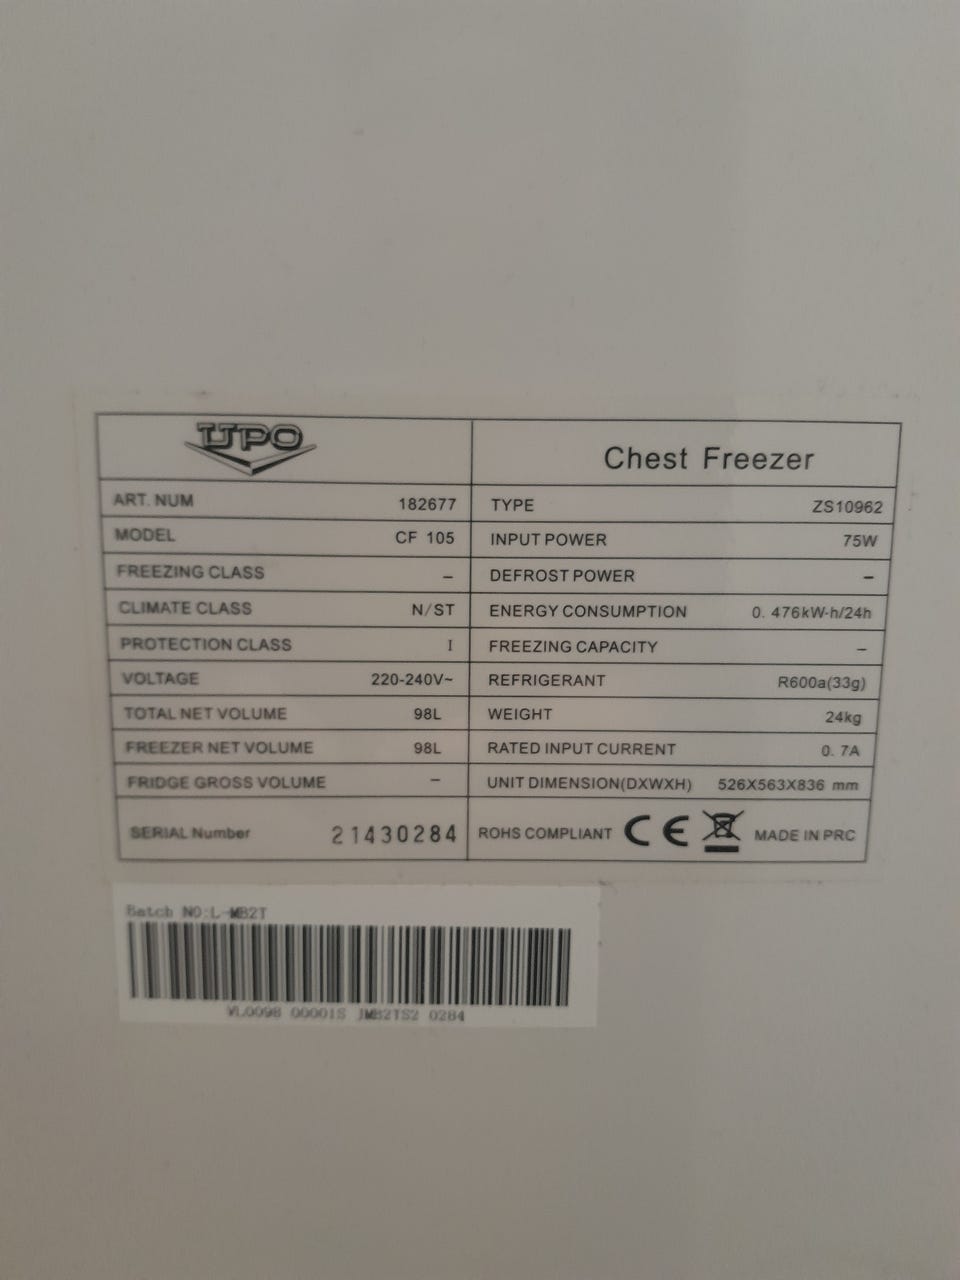 UPO Chest Freezer
ART. NUM 182677 TYPE ZS10962
MODEL CF 105 INPUT POWER 75W
FREEZING CLASS – DEFROST POWER –
CLIMATE CLASS N/ST ENERGY CONSUMPTION 0. 476kW·h/24h
PROTECTION CLASS I FREEZING CAPACITY –
VOLTAGE 220-240V~ REFRIGERANT R600a(33g)
TOTAL NET VOLUME 98L WEIGHT 24kg
FREEZER NET VOLUME 98L RATED INPUT CURRENT 0. 7A
FRIDGE GROSS VOLUME – UNIT DIMENSION(DXWXH) 526X563X836 mm
SERIAL Number 21430284 ROHS COMPLIANT CE MADE IN PRC
Batch NO:L-MB2T
WL0098 00001S JMB2TS2 0284